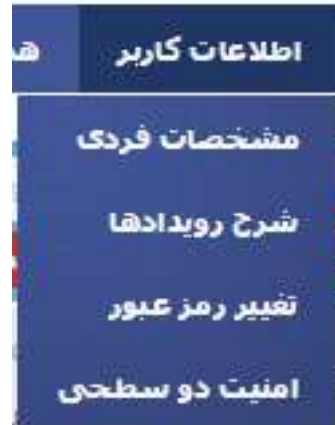 اطلاعات کاربر
مشخصات فردی
شرح رویدادها
تغییر رمز عبور
امنیت دو سطحی